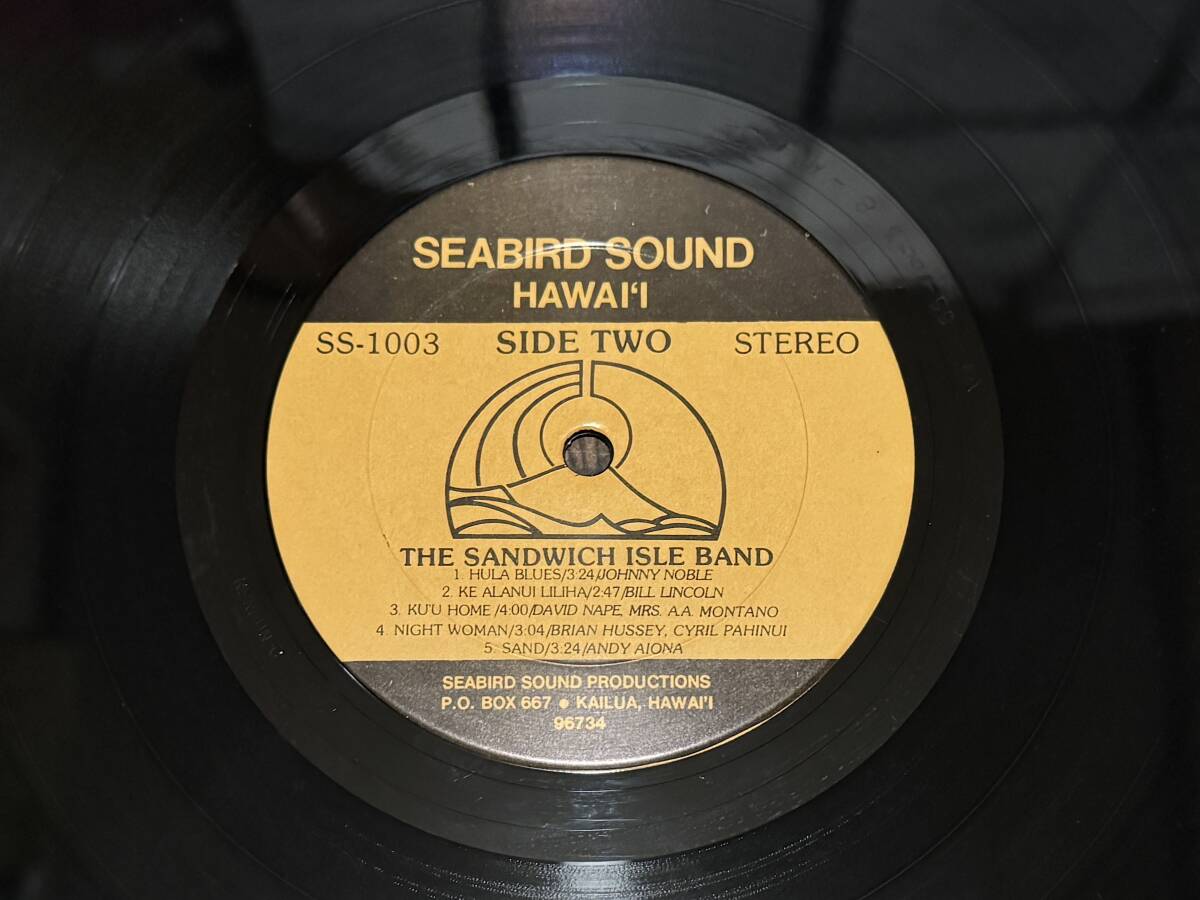 SEABIRD SOUND
HAWAI‘I
SS-1003 SIDE TWO STEREO
THE SANDWICH ISLE BAND
1. HULA BLUES/3:24/JOHNNY NOBLE
2. KE ALANUI LILIHA/2:47/BILL LINCOLN
3. KU'U HOME /4:00/DAVID NAPE, MRS. A.A. MONTANO
4. NIGHT WOMAN/3:04/BRIAN HUSSEY, CYRIL PAHINUI
5. SAND/3:24/ANDY AIONA
SEABIRD SOUND PRODUCTIONS
P.O. BOX 667 ● KAILUA, HAWAI'I
96734